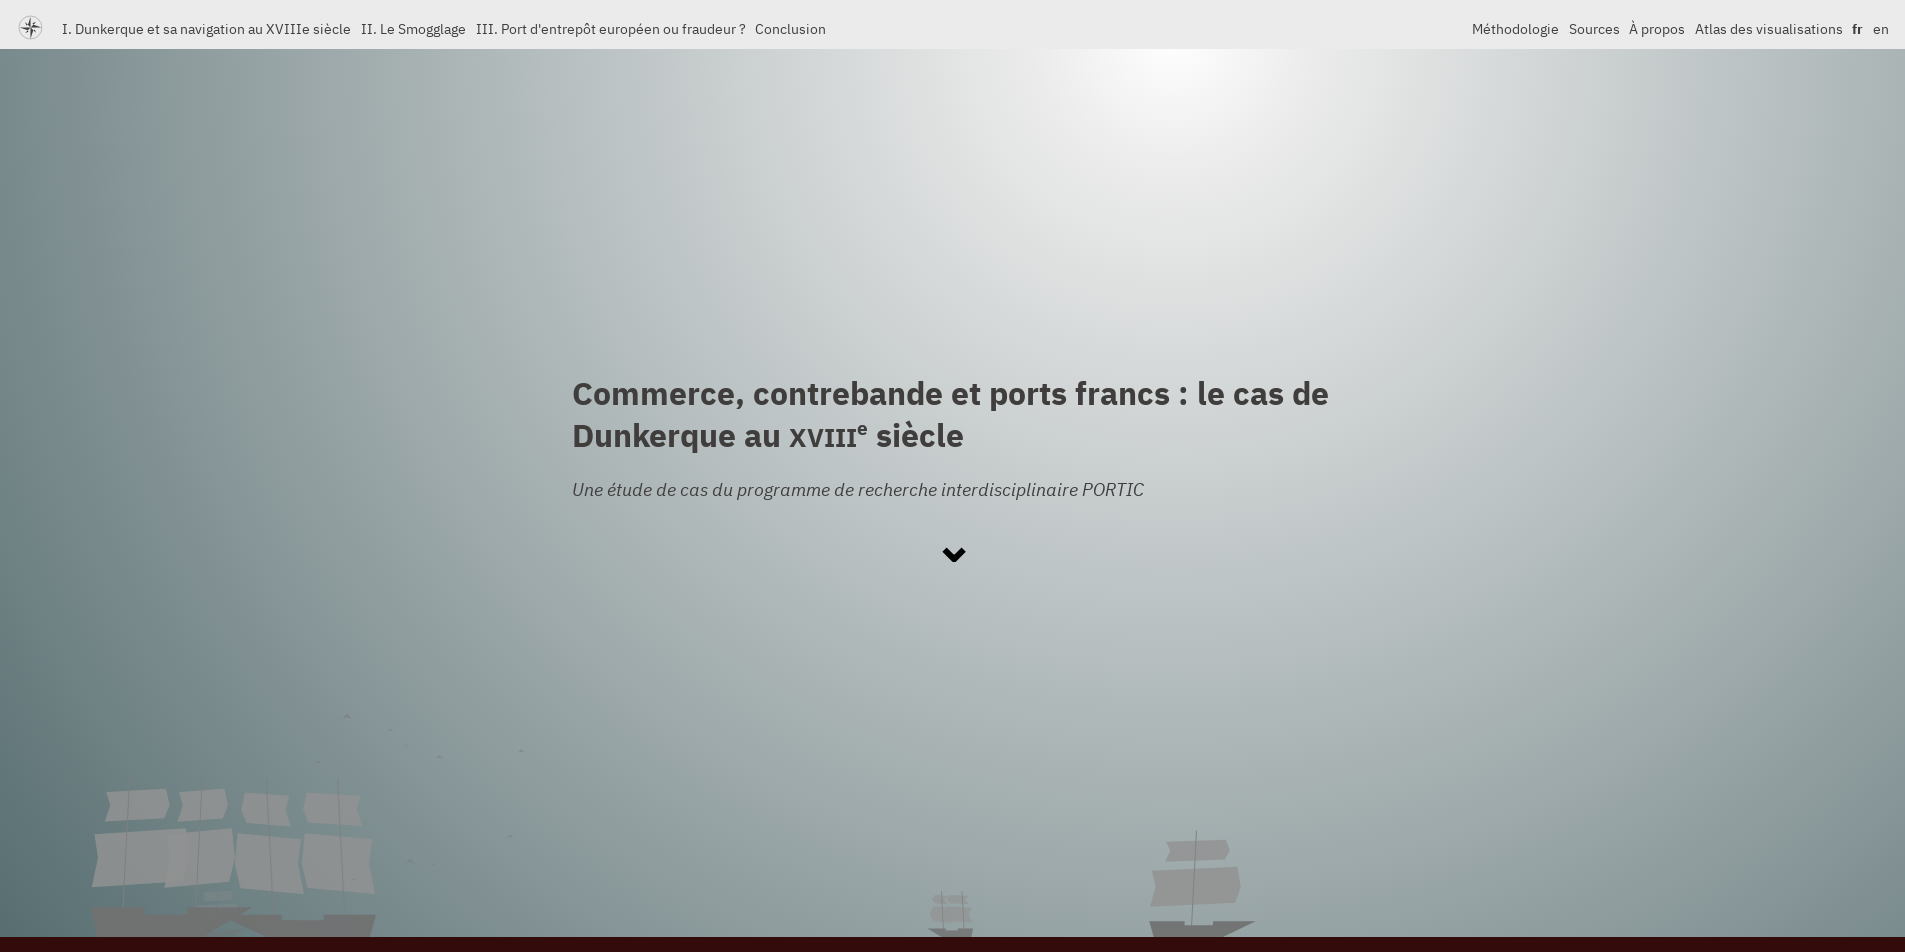 I. Dunkerque et sa navigation au XVIIIe siècle II. Le Smogglage III. Port d'entrepôt européen ou fraudeur ? Conclusion Méthodologie Sources À propos Atlas des visualisations fr en
Commerce, contrebande et ports francs : le cas de
Dunkerque au XVIIIe siècle
Une étude de cas du programme de recherche interdisciplinaire PORTIC